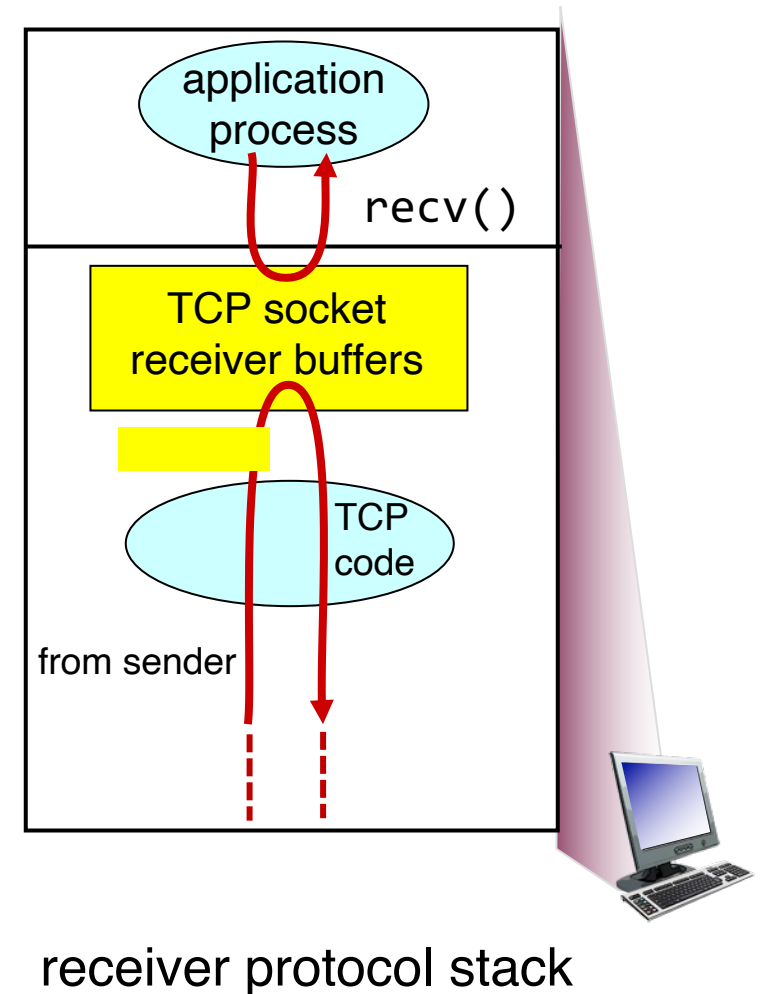 application
process
recv()
TCP socket
receiver buffers
TCP
code
from sender
receiver protocol stack